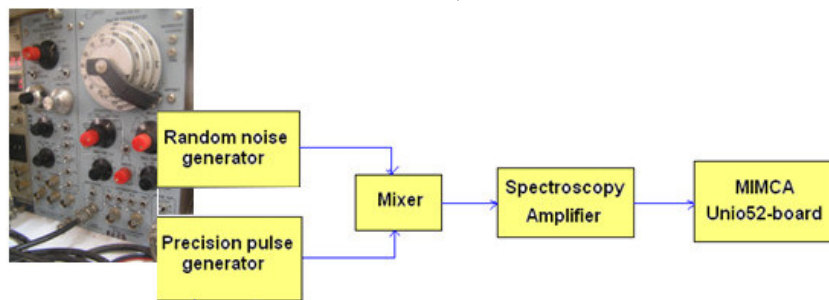 Random noise
generator
Precision pulse
generator
Mixer
Spectroscopy
Amplifier
MIMCA
Unio52-board